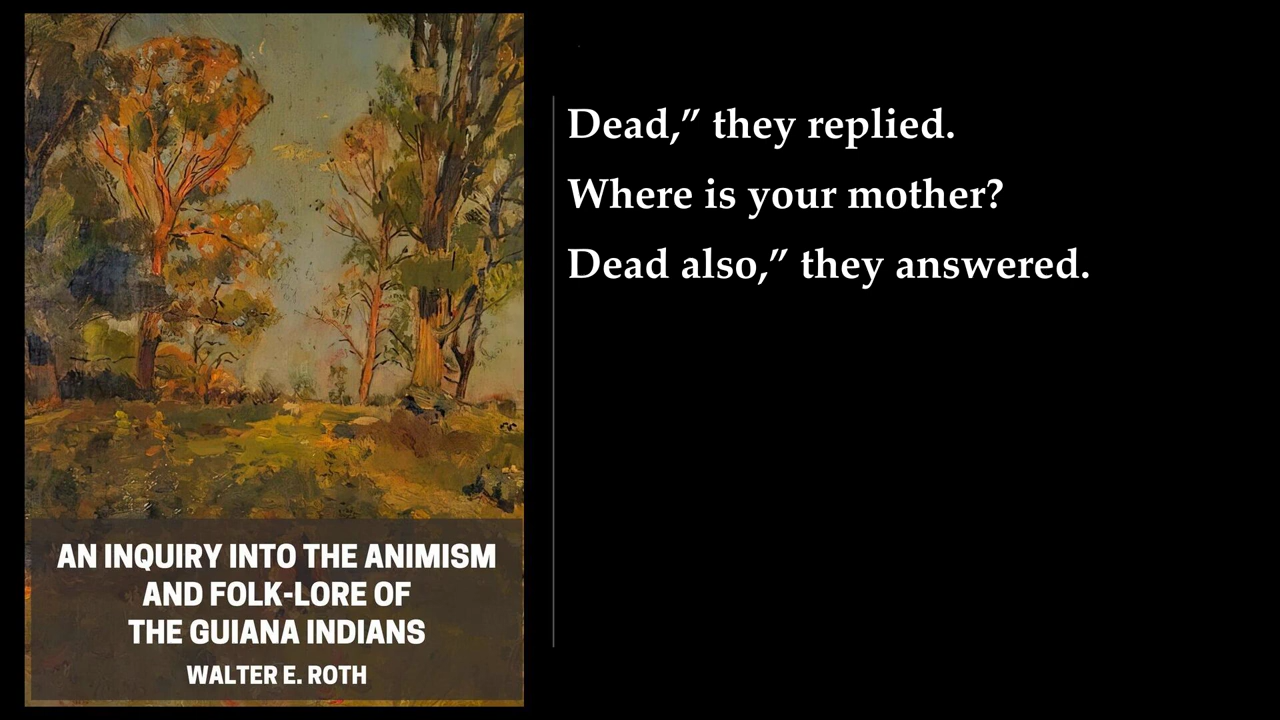 AN INQUIRY INTO THE ANIMISM
AND FOLK-LORE OF
THE GUIANA INDIANS
WALTER E. ROTH
Dead,” they replied.
Where is your mother?
Dead also,” they answered.